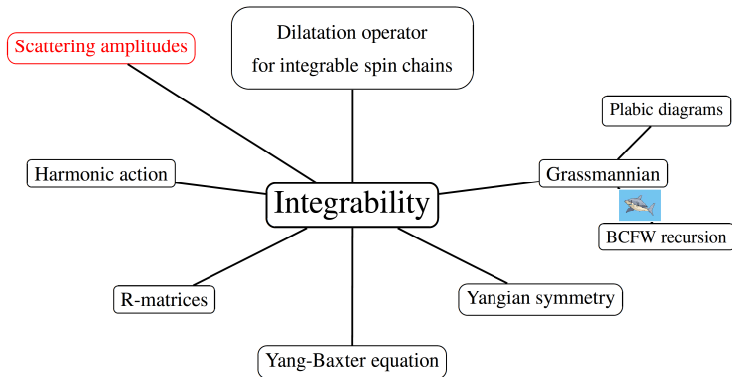 Scattering amplitudes
Dilatation operator
for integrable spin chains
Plabic diagrams
Harmonic action
Grassmannian
Integrability
BCFW recursion
R-matrices
Yangian symmetry
Yang-Baxter equation